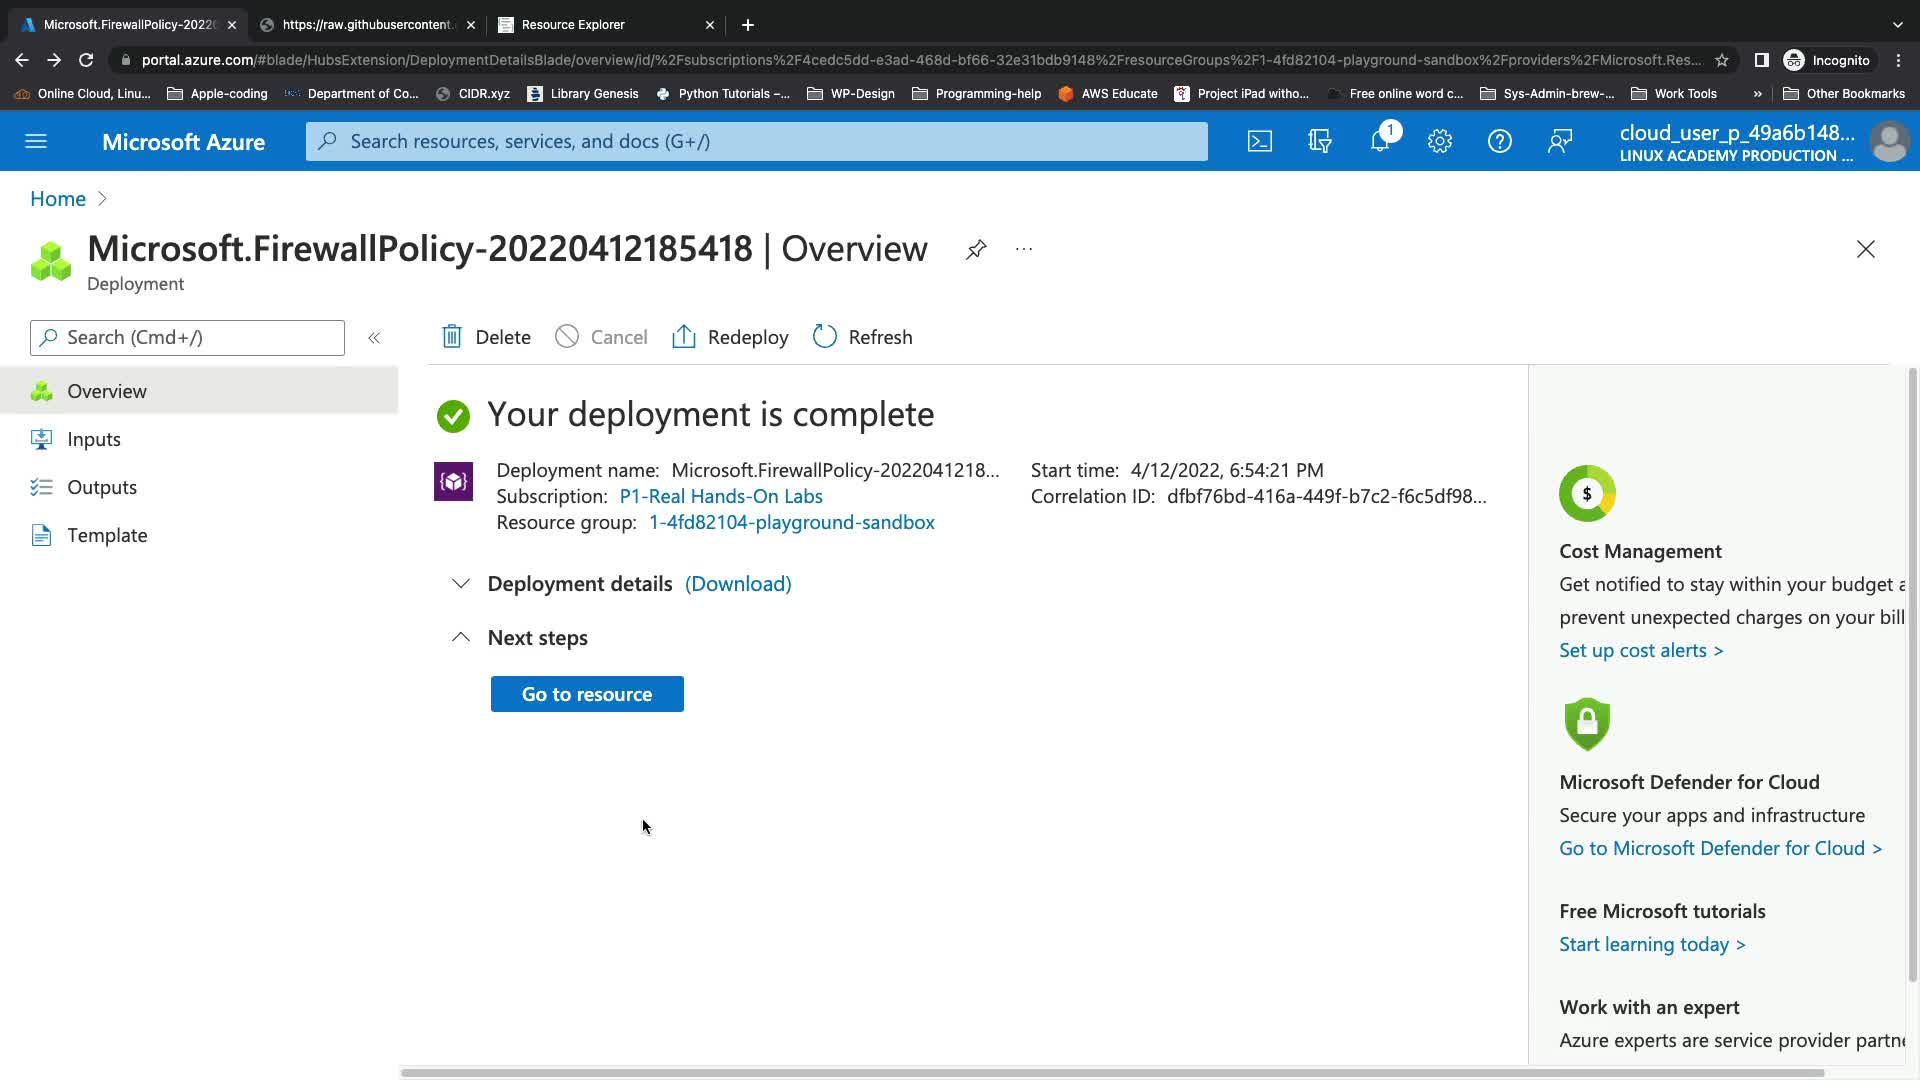 Microsoft.FirewallPolicy-2022
https://raw.githubusercontent.
Resource Explorer
portal.azure.com/#blade/HubsExtension/DeploymentDetailsBlade/overview/id/%2Fsubscriptions%2F4cedc5dd-e3ad-468d-bf66-32e31bdb9148%2FresourceGroups%2F1-4fd82104-playground-sandbox%2Fproviders%2FMicrosoft.Res...
Incognito
Online Cloud, Linu...
Apple-coding
Department of Co...
CIDR.xyz
Library Genesis
Python Tutorials –...
WP-Design
Programming-help
AWS Educate
Project iPad witho...
Free online word c...
Sys-Admin-brew-...
Work Tools
»
Other Bookmarks
Microsoft Azure
Search resources, services, and docs (G+/)
1
cloud_user_p_49a6b148...
LINUX ACADEMY PRODUCTION ...
Home >
Microsoft.FirewallPolicy-20220412185418 | Overview
...
Deployment
Search (Cmd+/)
«
Delete
Cancel
Redeploy
Refresh
Overview
Inputs
Outputs
Template
Your deployment is complete
Deployment name: Microsoft.FirewallPolicy-2022041218...
Subscription: P1-Real Hands-On Labs
Resource group: 1-4fd82104-playground-sandbox
Start time: 4/12/2022, 6:54:21 PM
Correlation ID: dfbf76bd-416a-449f-b7c2-f6c5df98...
Deployment details (Download)
Next steps
Go to resource
$
Cost Management
Get notified to stay within your budget a
prevent unexpected charges on your bill
Set up cost alerts >
Microsoft Defender for Cloud
Secure your apps and infrastructure
Go to Microsoft Defender for Cloud >
Free Microsoft tutorials
Start learning today >
Work with an expert
Azure experts are service provider partne